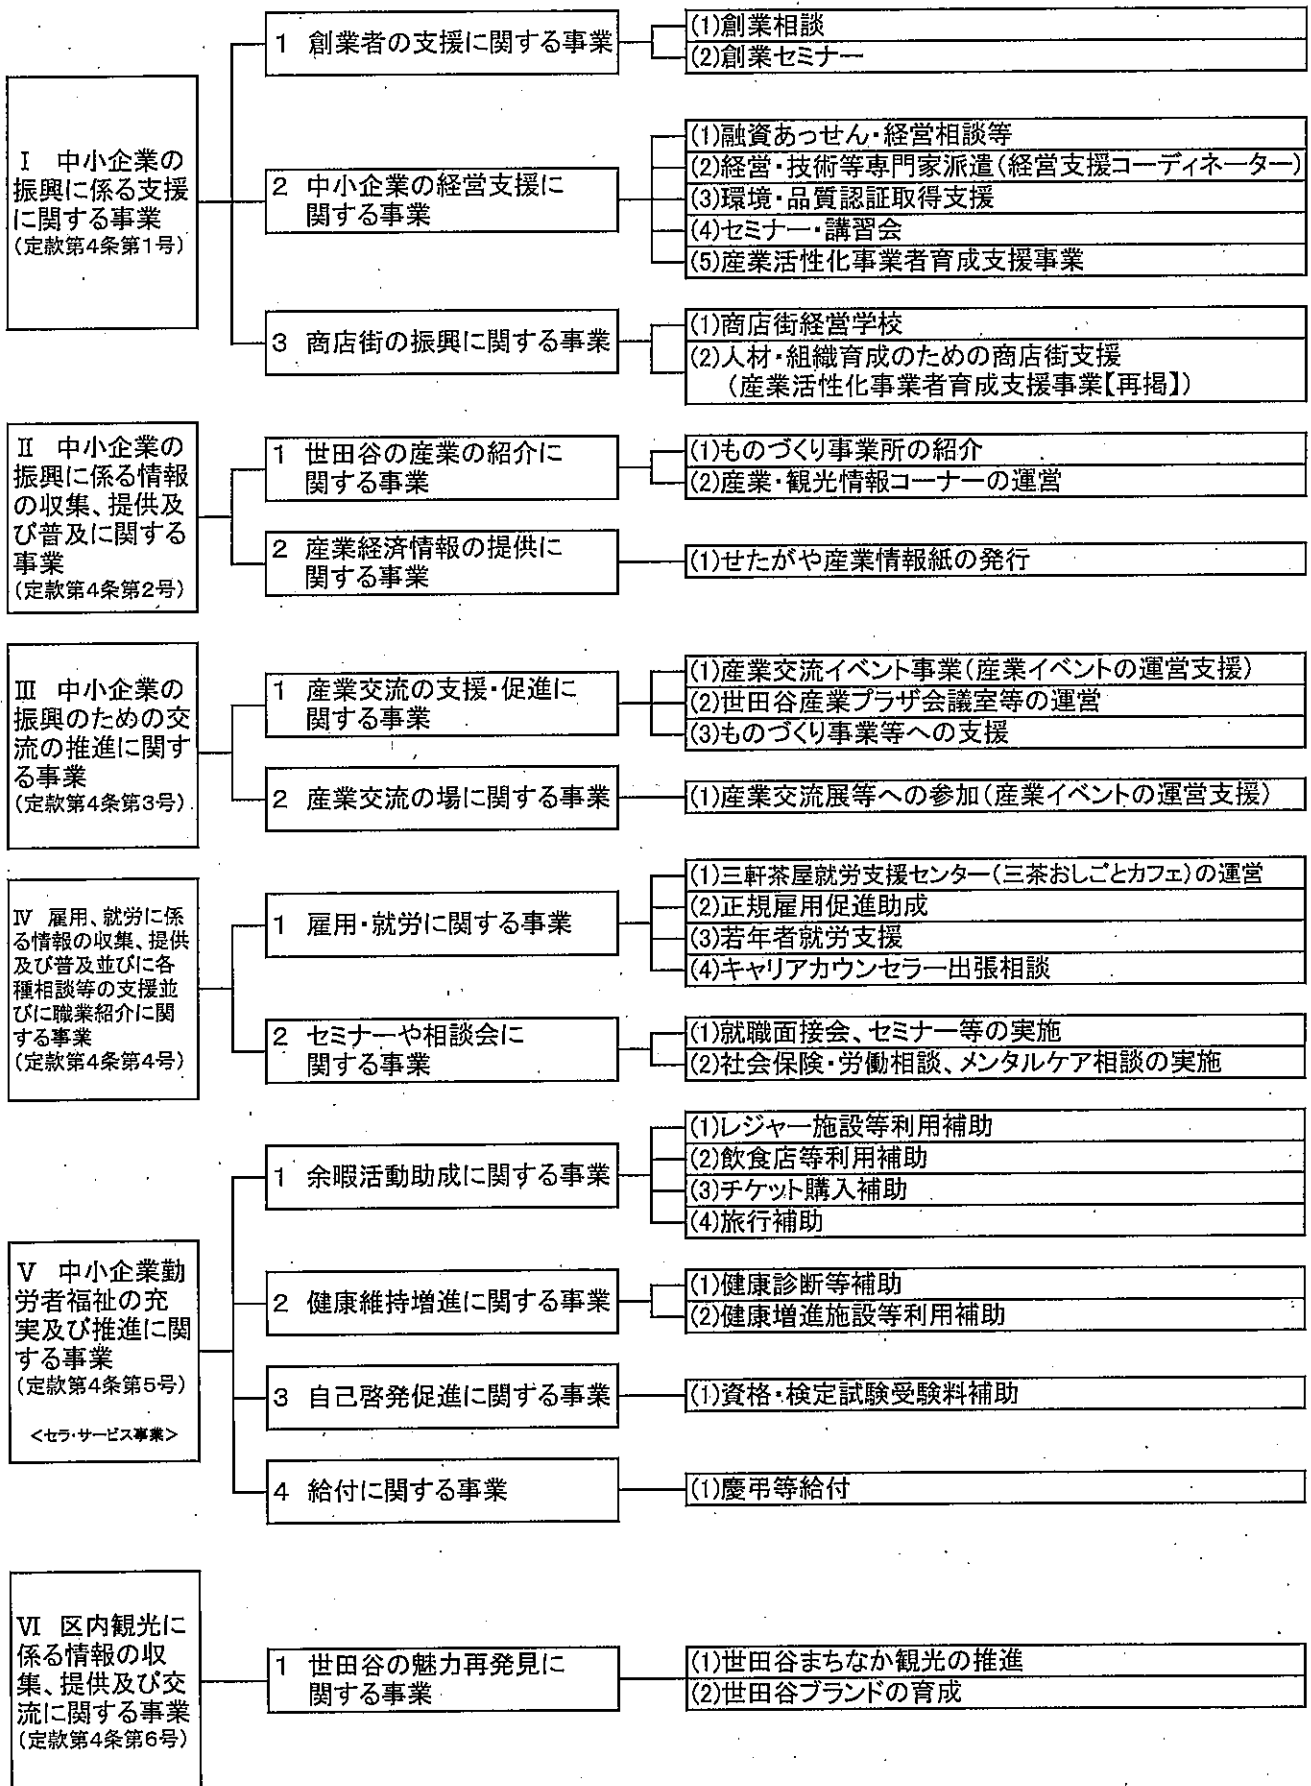 Ⅰ 中小企業の
振興に係る支援
に関する事業
(定款第4条第1号)
1 創業者の支援に関する事業
(1)創業相談
(2)創業セミナー
2 中小企業の経営支援に
関する事業
(1)融資あっせん・経営相談等
(2)経営・技術等専門家派遣(経営支援コーディネーター)
(3)環境・品質認証取得支援
(4)セミナー・講習会
(5)産業活性化事業者育成支援事業
3 商店街の振興に関する事業
(1)商店街経営学校
(2)人材・組織育成のための商店街支援
(産業活性化事業者育成支援事業【再掲】)
Ⅱ 中小企業の
振興に係る情報
の収集、提供及
び普及に関する
事業
(定款第4条第2号)
1 世田谷の産業の紹介に
関する事業
(1)ものづくり事業所の紹介
(2)産業・観光情報コーナーの運営
2 産業経済情報の提供に
関する事業
(1)せたがや産業情報紙の発行
Ⅲ 中小企業の
振興のための交
流の推進に関す
る事業
(定款第4条第3号)
1 産業交流の支援・促進に
関する事業
(1)産業交流イベント事業(産業イベントの運営支援)
(2)世田谷産業プラザ会議室等の運営
(3)ものづくり事業等への支援
2 産業交流の場に関する事業
(1)産業交流展等への参加(産業イベントの運営支援)
Ⅳ 雇用、就労に係
る情報の収集、提供
及び普及並びに各
種相談等の支援並
びに職業紹介に関
する事業
(定款第4条第4号)
1 雇用・就労に関する事業
(1)三軒茶屋就労支援センター(三茶おしごとカフェ)の運営
(2)正規雇用促進助成
(3)若年者就労支援
(4)キャリアカウンセラー出張相談
2 セミナーや相談会に
関する事業
(1)就職面接会、セミナー等の実施
(2)社会保険・労働相談、メンタルケア相談の実施
Ⅴ 中小企業勤
労者福祉の充
実及び推進に関
する事業
(定款第4条第5号)
<セラ・サービス事業>
1 余暇活動助成に関する事業
(1)レジャー施設等利用補助
(2)飲食店等利用補助
(3)チケット購入補助
(4)旅行補助
2 健康維持増進に関する事業
(1)健康診断等補助
(2)健康増進施設等利用補助
3 自己啓発促進に関する事業
(1)資格・検定試験受験料補助
4 給付に関する事業
(1)慶弔等給付
Ⅵ 区内観光に
係る情報の収
集、提供及び交
流に関する事業
(定款第4条第6号)
1 世田谷の魅力再発見に
関する事業
(1)世田谷まちなか観光の推進
(2)世田谷ブランドの育成